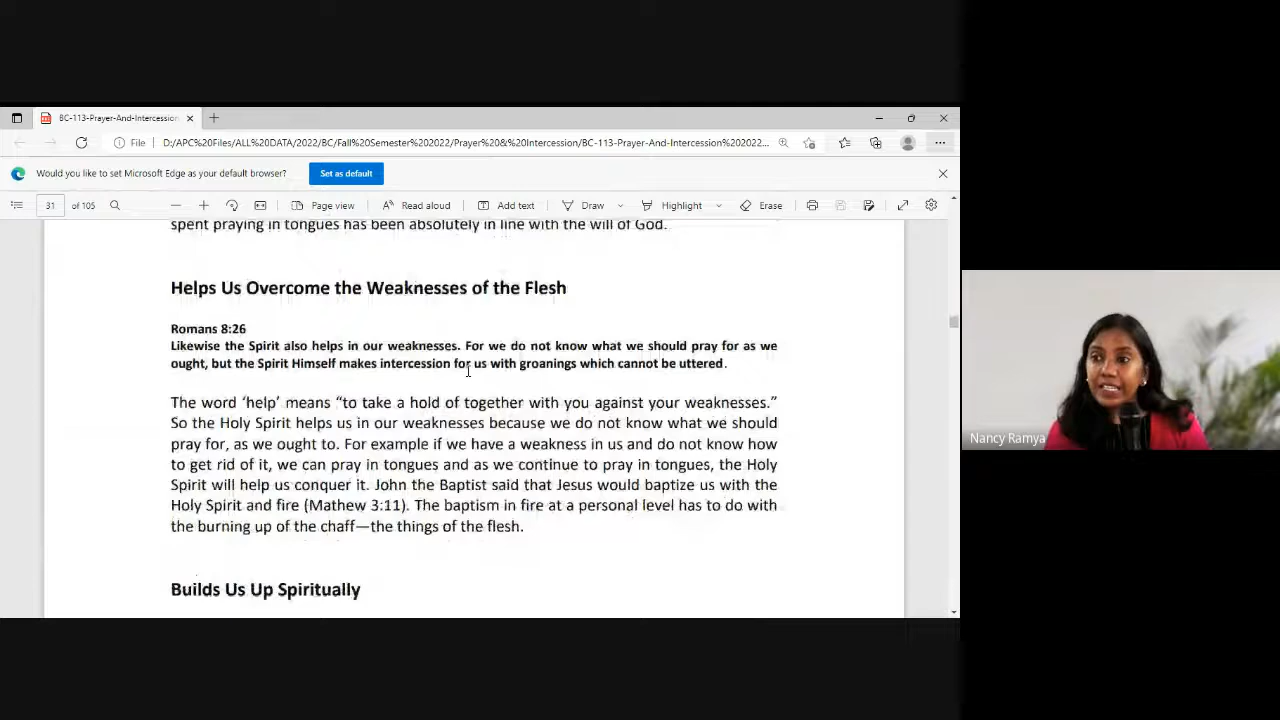 BC-113-Prayer-And-Intercession
File
D:/APC%20Files/ALL%20DATA/2022/BC/Fall%20Semester%202022/Prayer%20&%20Intercession/BC-113-Prayer-And-Intercession%202022...
Would you like to set Microsoft Edge as your default browser?
Set as default
31 of 105
Page view
Read aloud
Add text
Draw
Highlight
Erase
spent praying in tongues has been absolutely in line with the will of God.
Helps Us Overcome the Weaknesses of the Flesh
Romans 8:26
Likewise the Spirit also helps in our weaknesses. For we do not know what we should pray for as we
ought, but the Spirit Himself makes intercession for us with groanings which cannot be uttered.
The word ‘help’ means “to take a hold of together with you against your weaknesses.”
So the Holy Spirit helps us in our weaknesses because we do not know what we should
pray for, as we ought to. For example if we have a weakness in us and do not know how
to get rid of it, we can pray in tongues and as we continue to pray in tongues, the Holy
Spirit will help us conquer it. John the Baptist said that Jesus would baptize us with the
Holy Spirit and fire (Mathew 3:11). The baptism in fire at a personal level has to do with
the burning up of the chaff—the things of the flesh.
Builds Us Up Spiritually
Nancy Ramya